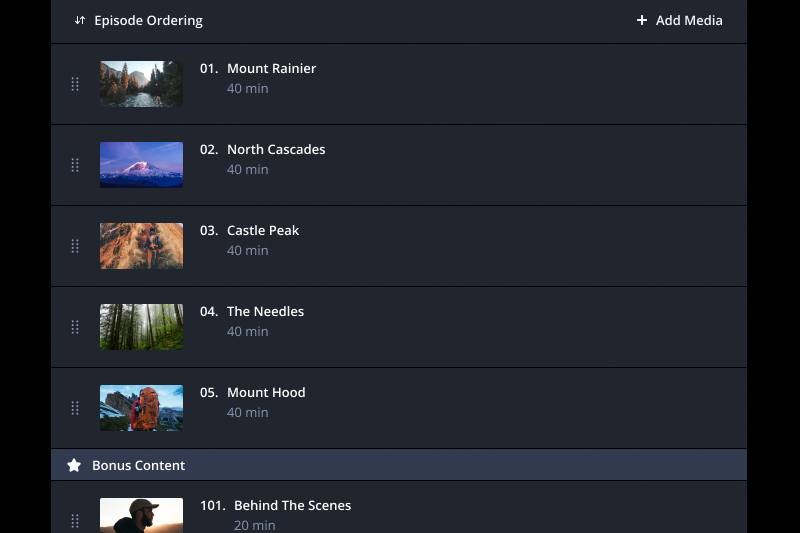 Episode Ordering
Add Media
01. Mount Rainier
40 min
02. North Cascades
40 min
03. Castle Peak
40 min
04. The Needles
40 min
05. Mount Hood
40 min
Bonus Content
101. Behind The Scenes
20 min